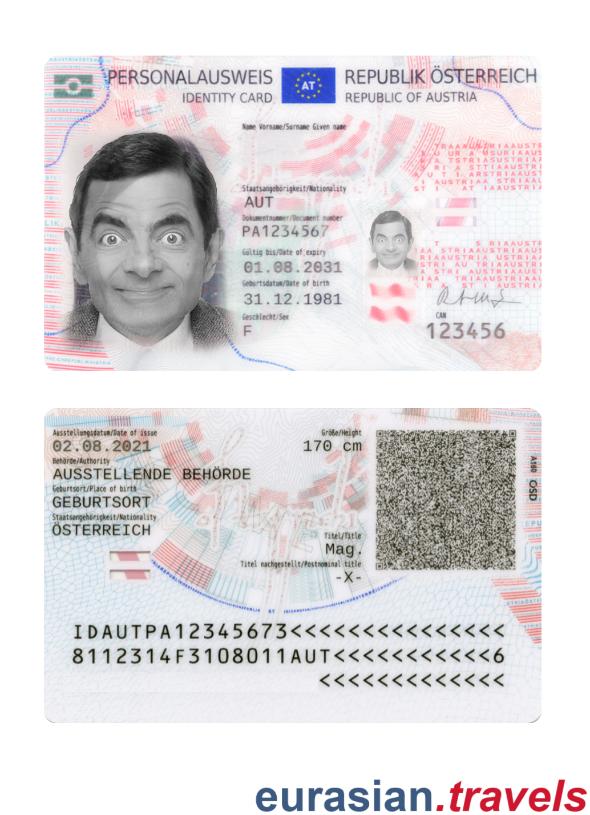 PERSONALAUSWEIS AT REPUBLIK ÖSTERREICH
IDENTITY CARD REPUBLIC OF AUSTRIA
Name Vorname/Surname Given name
Staatsangehörigkeit/Nationality
AUT
Dokumentnummer/Document number
PA1234567
Gültig bis/Date of expiry
01.08.2031
Geburtsdatum/Date of birth
31.12.1981
Geschlecht/Sex
F
CAN
123456
Ausstellungsdatum/Date of issue
02.08.2021
Behörde/Authority
AUSSTELLENDE BEHÖRDE
Geburtsort/Place of birth
GEBURTSORT
Staatsangehörigkeit/Nationality
ÖSTERREICH
Größe/Height
170 cm
Titel/Title
Mag.
Titel nachgestellt/Postnominal title
-X-
IDAUTPA12345673<<<<<<<<<<<<<<<
8112314F3108011AUT<<<<<<<<<<<6
<<<<<<<<<<<<<
eurasian.travels